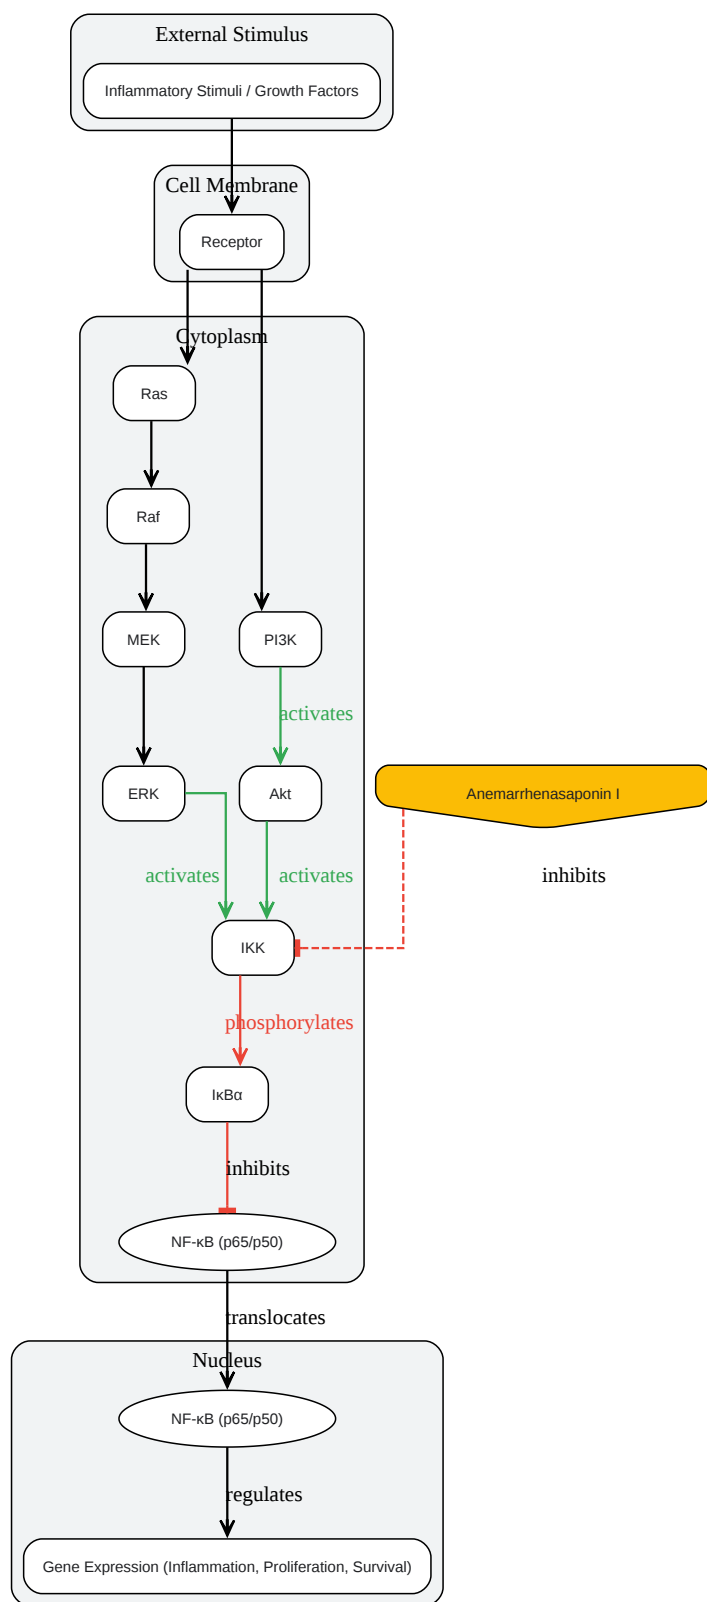 External Stimulus
Inflammatory Stimuli / Growth Factors
Cell Membrane
Receptor
Cytoplasm
Ras
Raf
MEK
PI3K
activates
ERK
Akt
Anemarrhenasaponin I
activates
activates
inhibits
IKK
phosphorylates
IκBα
inhibits
NF-κB (p65/p50)
translocates
Nucleus
NF-κB (p65/p50)
regulates
Gene Expression (Inflammation, Proliferation, Survival)